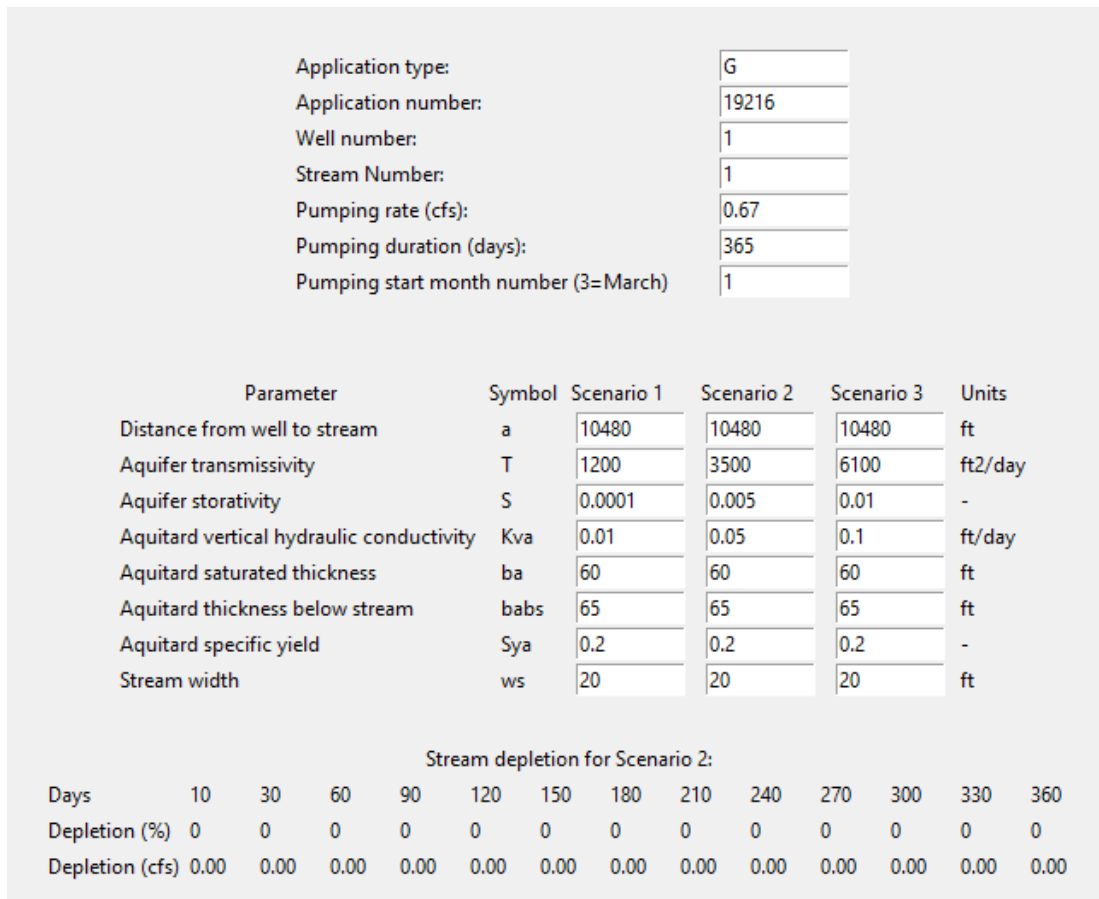 Application type: G
Application number: 19216
Well number: 1
Stream Number: 1
Pumping rate (cfs): 0.67
Pumping duration (days): 365
Pumping start month number (3=March) 1
Parameter Symbol Scenario 1 Scenario 2 Scenario 3 Units
Distance from well to stream a 10480 10480 10480 ft
Aquifer transmissivity T 1200 3500 6100 ft2/day
Aquifer storativity S 0.0001 0.005 0.01 -
Aquitard vertical hydraulic conductivity Kva 0.01 0.05 0.1 ft/day
Aquitard saturated thickness ba 60 60 60 ft
Aquitard thickness below stream babs 65 65 65 ft
Aquitard specific yield Sya 0.2 0.2 0.2 -
Stream width ws 20 20 20 ft
Stream depletion for Scenario 2:
Days 10 30 60 90 120 150 180 210 240 270 300 330 360
Depletion (%) 0 0 0 0 0 0 0 0 0 0 0 0 0
Depletion (cfs) 0.00 0.00 0.00 0.00 0.00 0.00 0.00 0.00 0.00 0.00 0.00 0.00 0.00